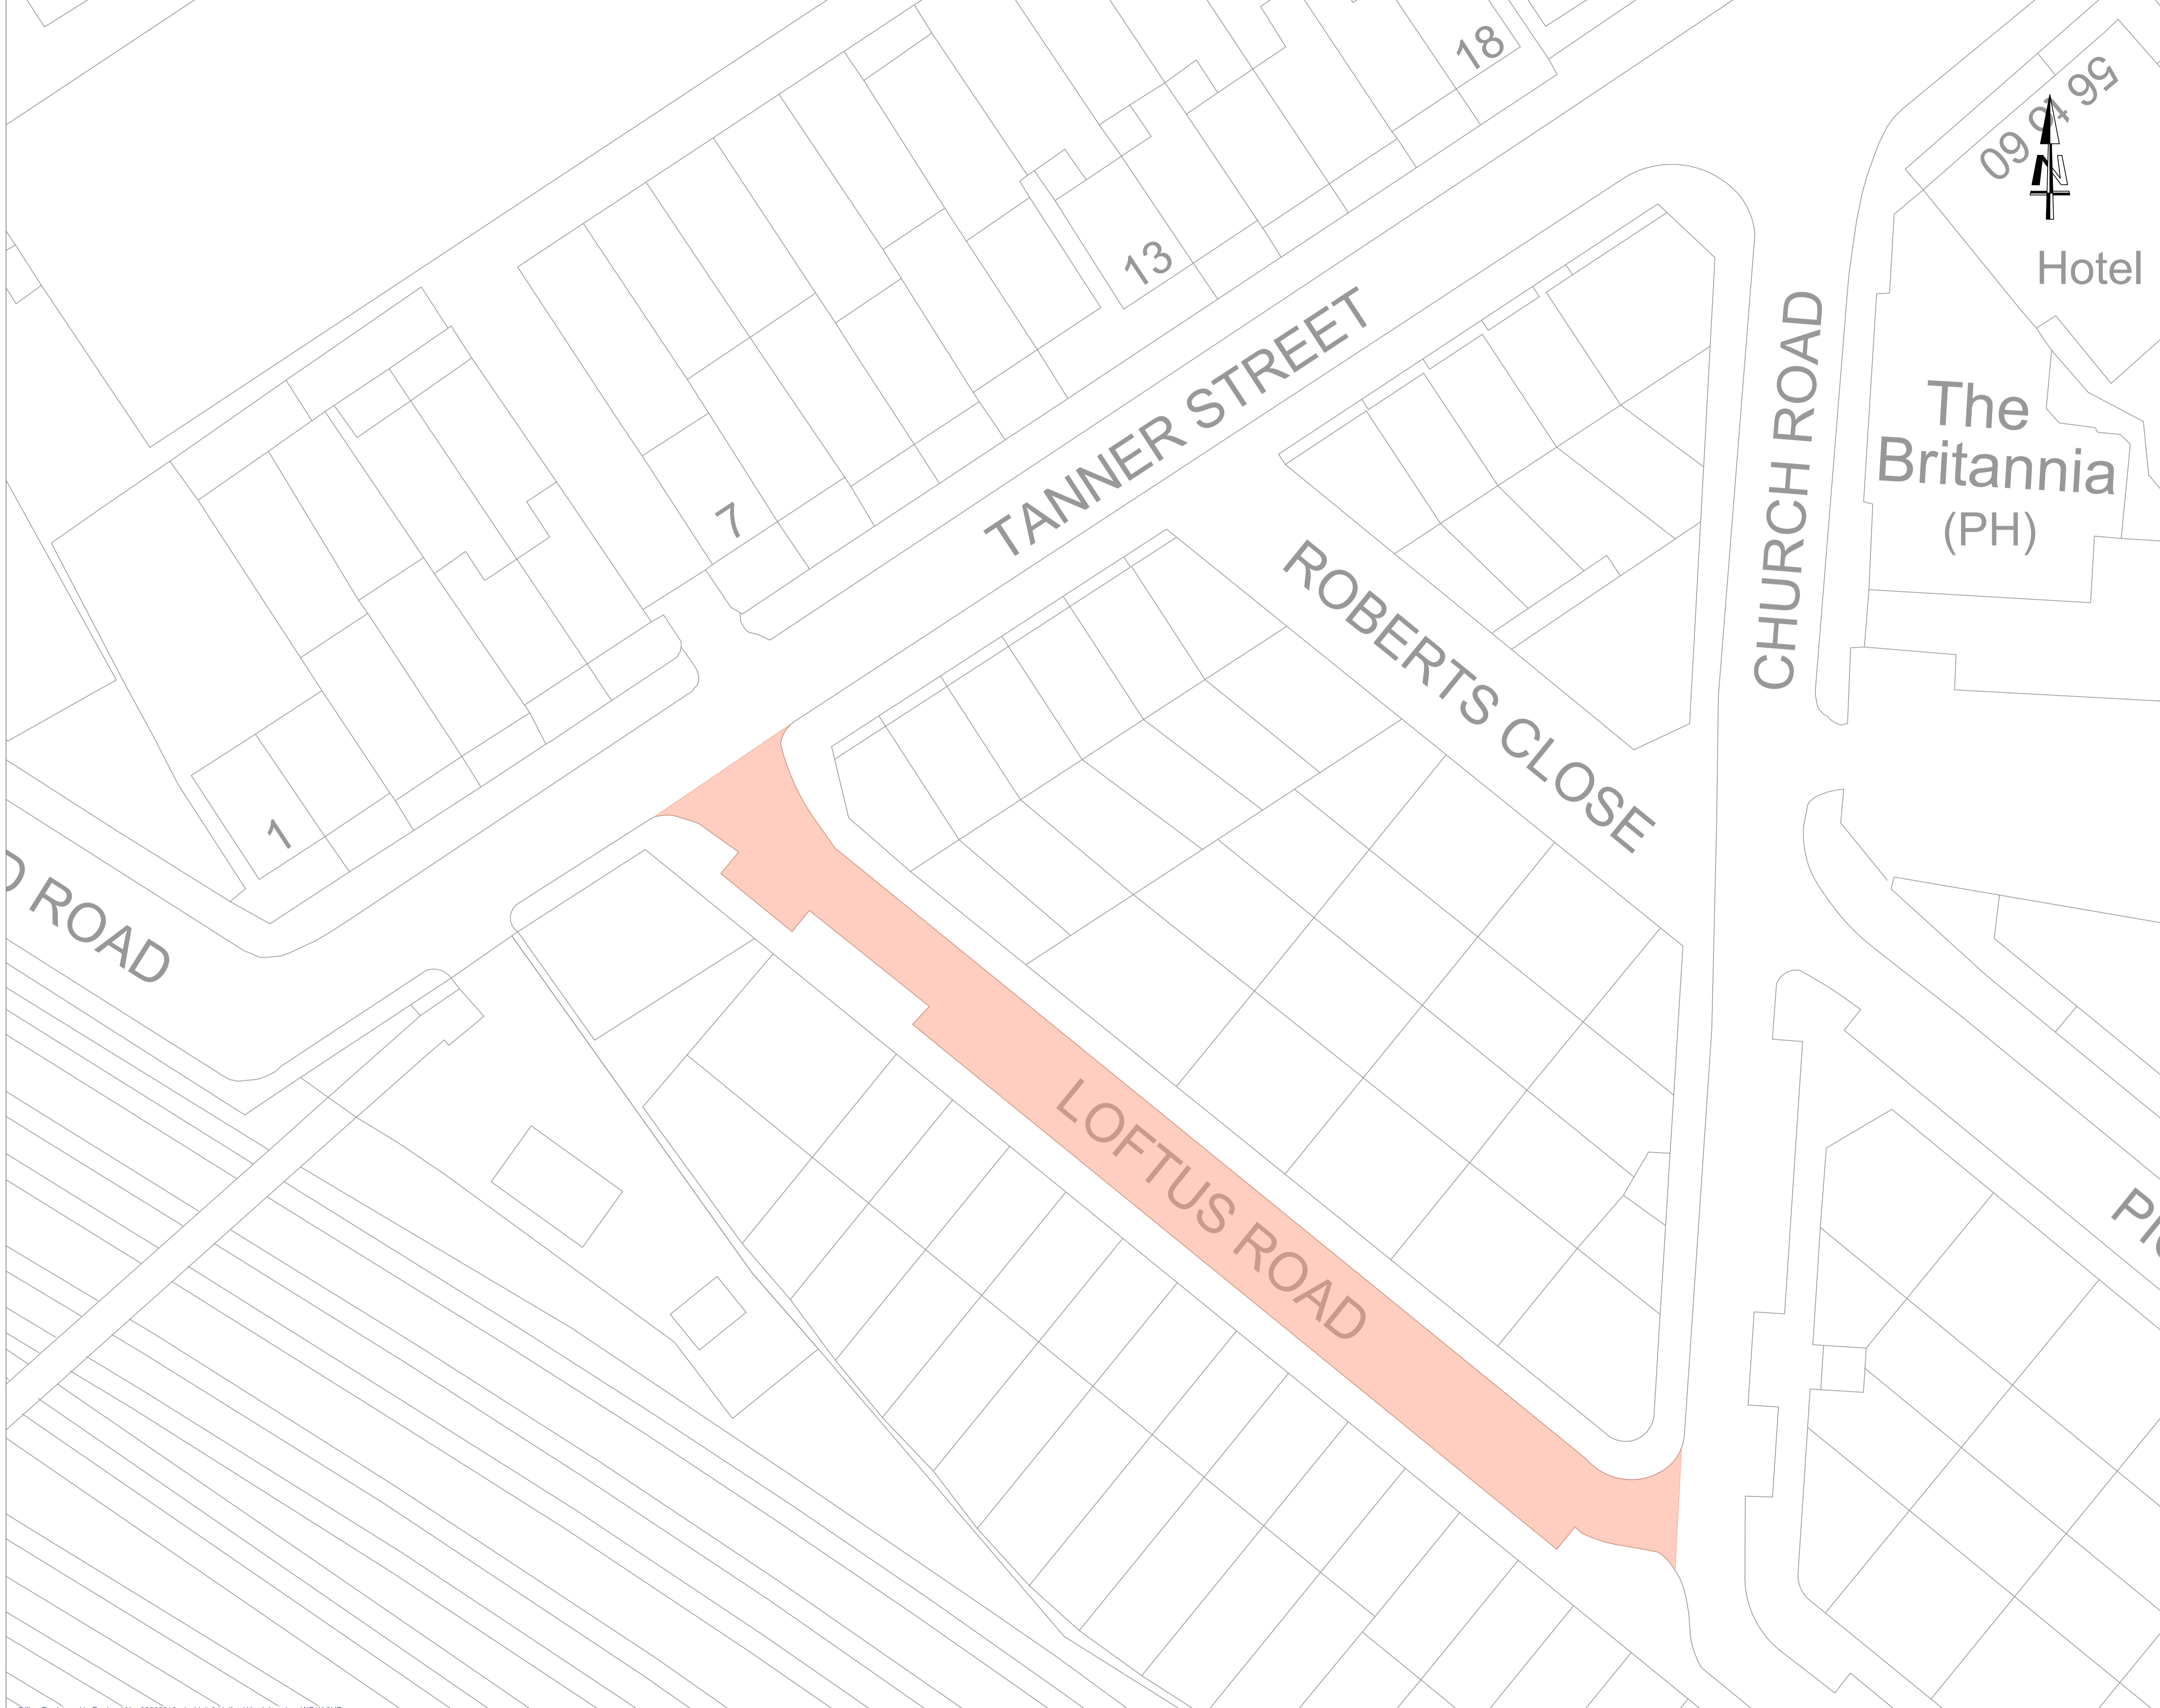 18
56
60
N
Hotel
13
TANNER STREET
CHURCH ROAD
The
Britannia
(PH)
7
ROBERTS CLOSE
1
ROAD
LOFTUS ROAD